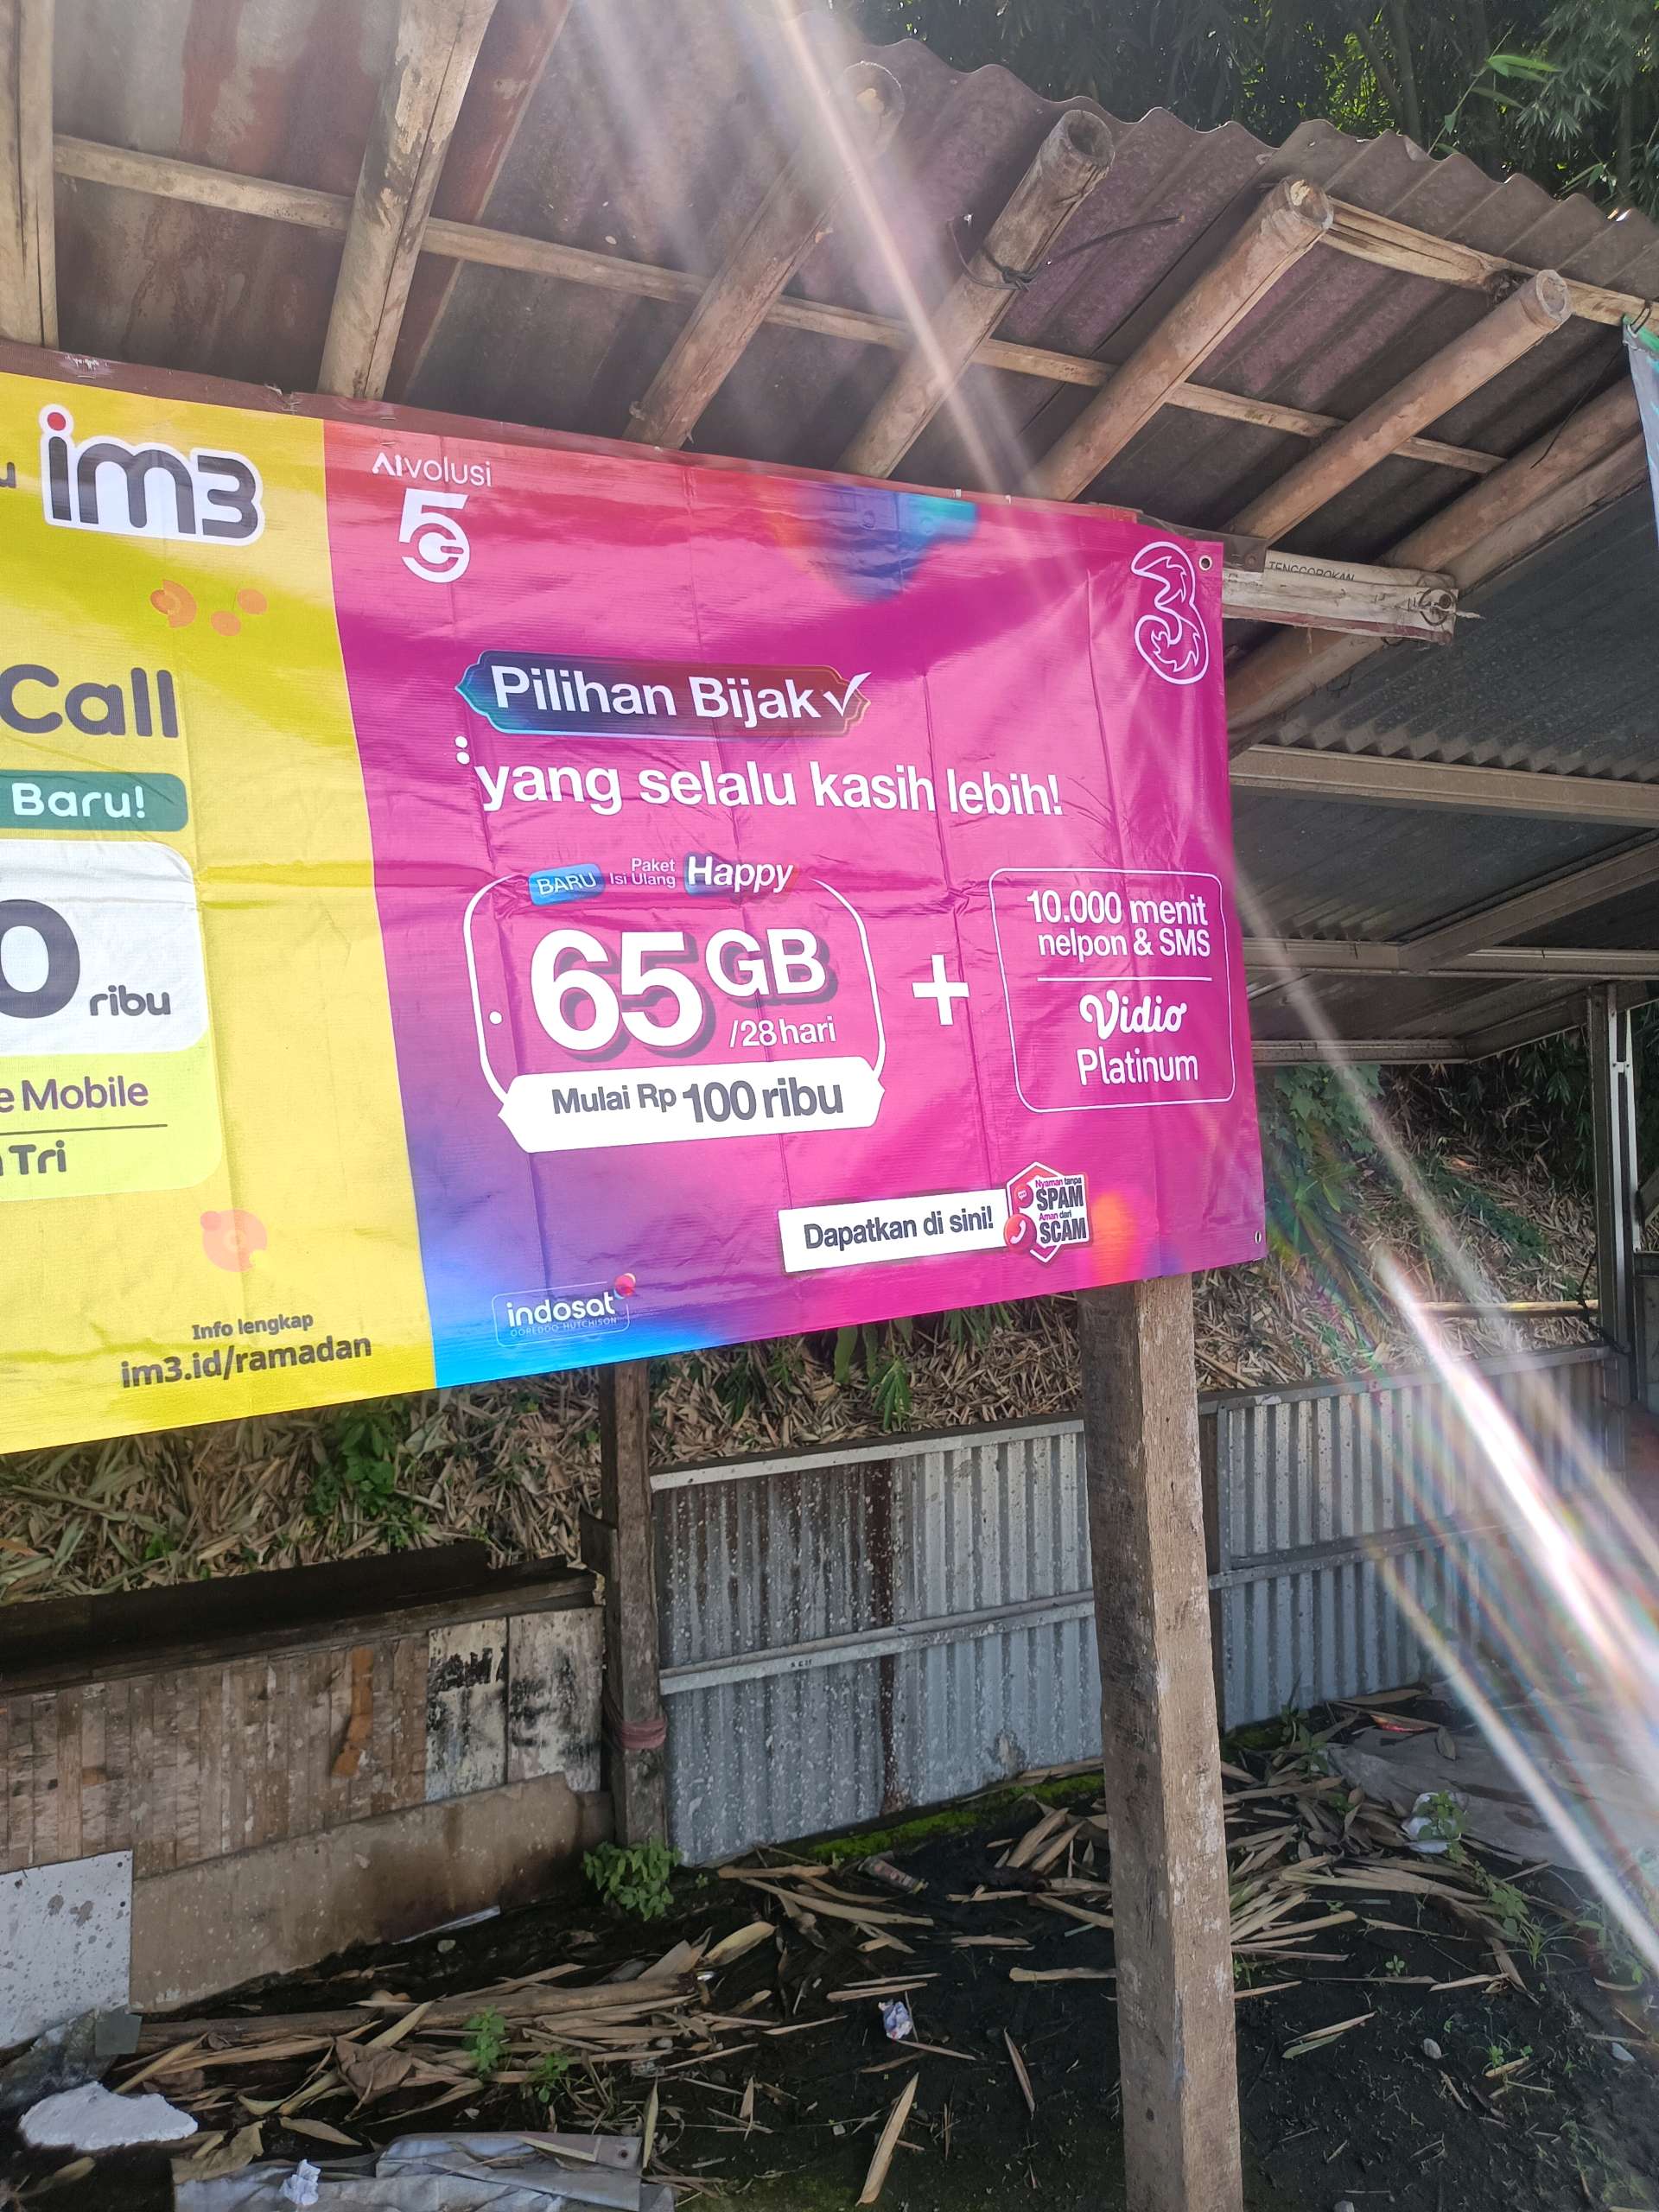 im3
Call
Baru!
0 ribu
e Mobile
Tri
Info lengkap
im3.id/ramadan
AIvolusi
5G
3
Pilihan Bijak
yang selalu kasih lebih!
BARU Paket Isi Ulang Happy
65GB
/28 hari
Mulai Rp 100 ribu
+
10.000 menit
nelpon & SMS
Vidio
Platinum
Dapatkan di sini!
Nyaman tanpa
SPAM
Aman dari
SCAM
indosat
OOREDOO HUTCHISON
TENGGOROKAN